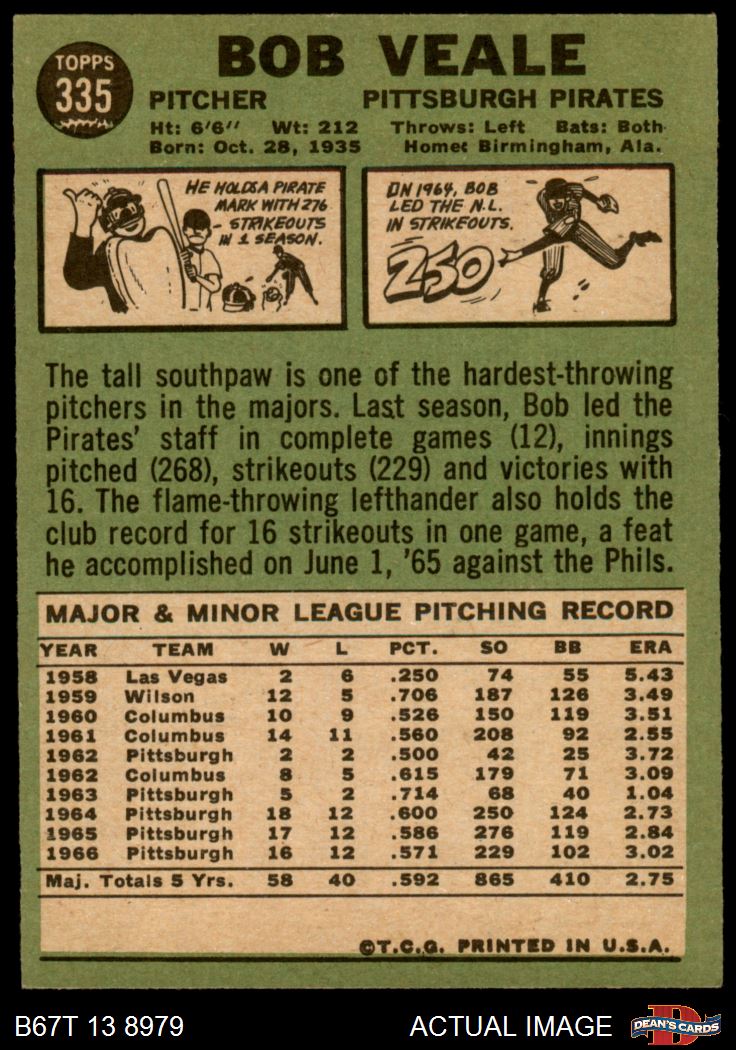 BOB VEALE
TOPPS
335
PITCHER PITTSBURGH PIRATES
Ht: 6'6" Wt: 212 Throws: Left Bats: Both
Born: Oct. 28, 1935 Home: Birmingham, Ala.
HE HOLDS A PIRATE
MARK WITH 276
- STRIKEOUTS
IN 1 SEASON.
IN 1964, BOB
LED THE N.L.
IN STRIKEOUTS.
250
The tall southpaw is one of the hardest-throwing
pitchers in the majors. Last season, Bob led the
Pirates' staff in complete games (12), innings
pitched (268), strikeouts (229) and victories with
16. The flame-throwing lefthander also holds the
club record for 16 strikeouts in one game, a feat
he accomplished on June 1, '65 against the Phils.
MAJOR & MINOR LEAGUE PITCHING RECORD
YEAR TEAM W L PCT. SO BB ERA
1958 Las Vegas 2 6 .250 74 55 5.43
1959 Wilson 12 5 .706 187 126 3.49
1960 Columbus 10 9 .526 150 119 3.51
1961 Columbus 14 11 .560 208 92 2.55
1962 Pittsburgh 2 2 .500 42 25 3.72
1962 Columbus 8 5 .615 179 71 3.09
1963 Pittsburgh 5 2 .714 68 40 1.04
1964 Pittsburgh 18 12 .600 250 124 2.73
1965 Pittsburgh 17 12 .586 276 119 2.84
1966 Pittsburgh 16 12 .571 229 102 3.02
Maj. Totals 5 Yrs. 58 40 .592 865 410 2.75
©T.C.G. PRINTED IN U.S.A.
B67T 13 8979 ACTUAL IMAGE
DEAN'S CARDS